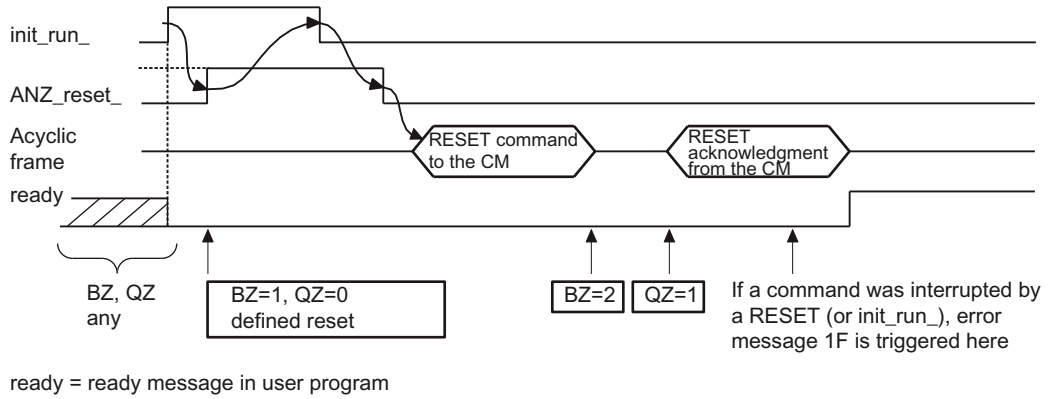 init_run_
ANZ_reset_
Acyclic
frame
RESET command
to the CM
RESET
acknowledgment
from the CM
ready
BZ, QZ
any
BZ=1, QZ=0
defined reset
BZ=2
QZ=1
If a command was interrupted by
a RESET (or init_run_), error
message 1F is triggered here
ready = ready message in user program